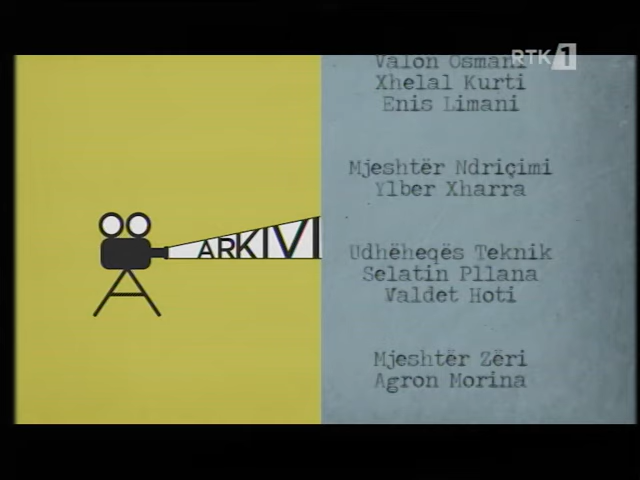 RTK 1
Valon Osmani
Xhelal Kurti
Enis Limani
Mjeshtër Ndriçimi
Ylber Xharra
ARKIVI
Udhëheqës Teknik
Selatin Pllana
Valdet Hoti
Mjeshtër Zëri
Agron Morina